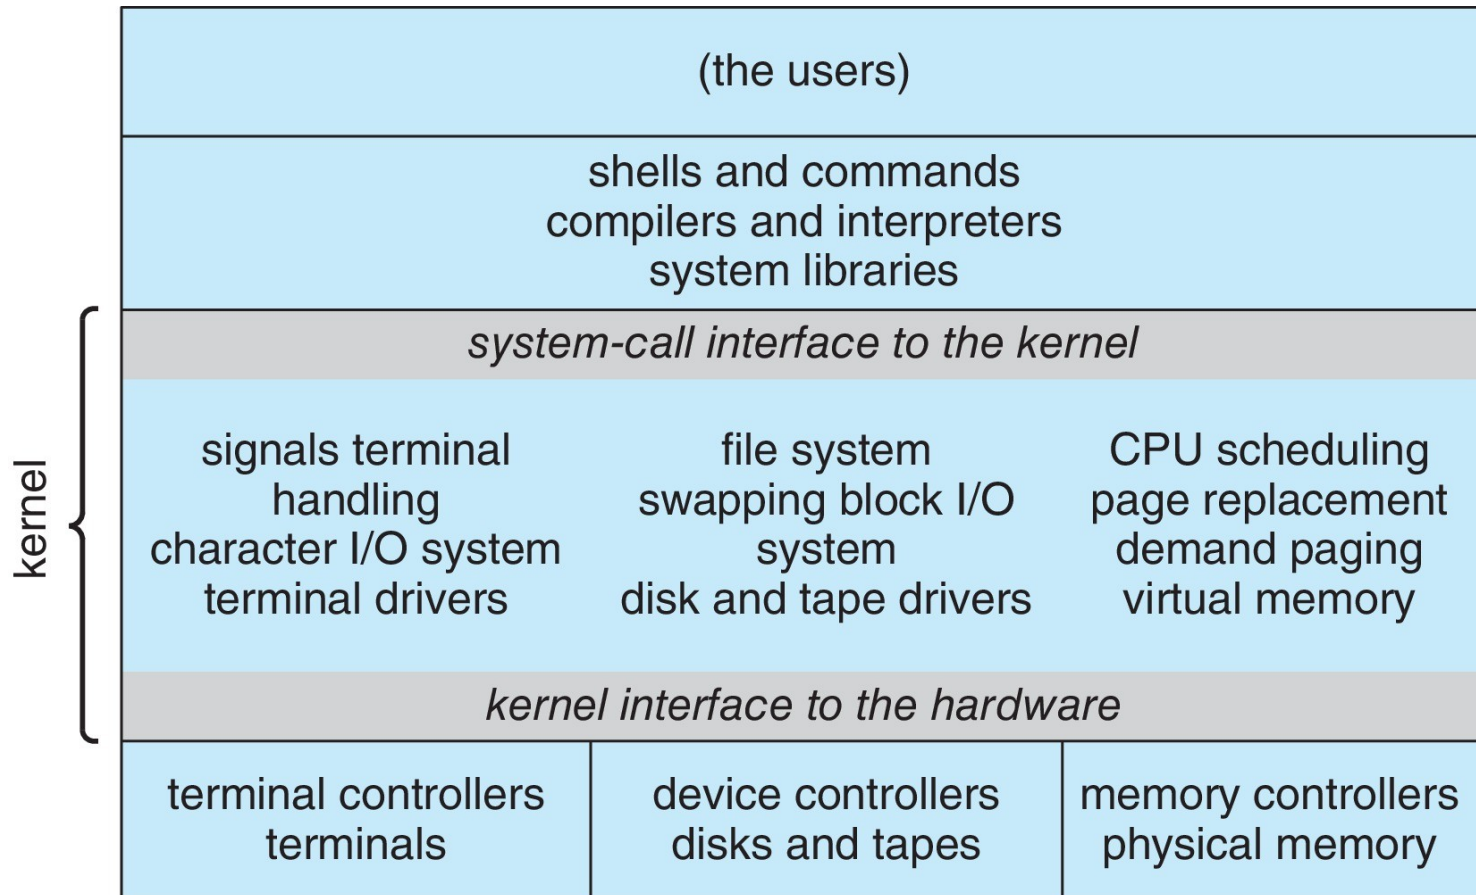 (the users)
shells and commands
compilers and interpreters
system libraries
kernel
system-call interface to the kernel
signals terminal
handling
character I/O system
terminal drivers
file system
swapping block I/O
system
disk and tape drivers
CPU scheduling
page replacement
demand paging
virtual memory
kernel interface to the hardware
terminal controllers
terminals
device controllers
disks and tapes
memory controllers
physical memory